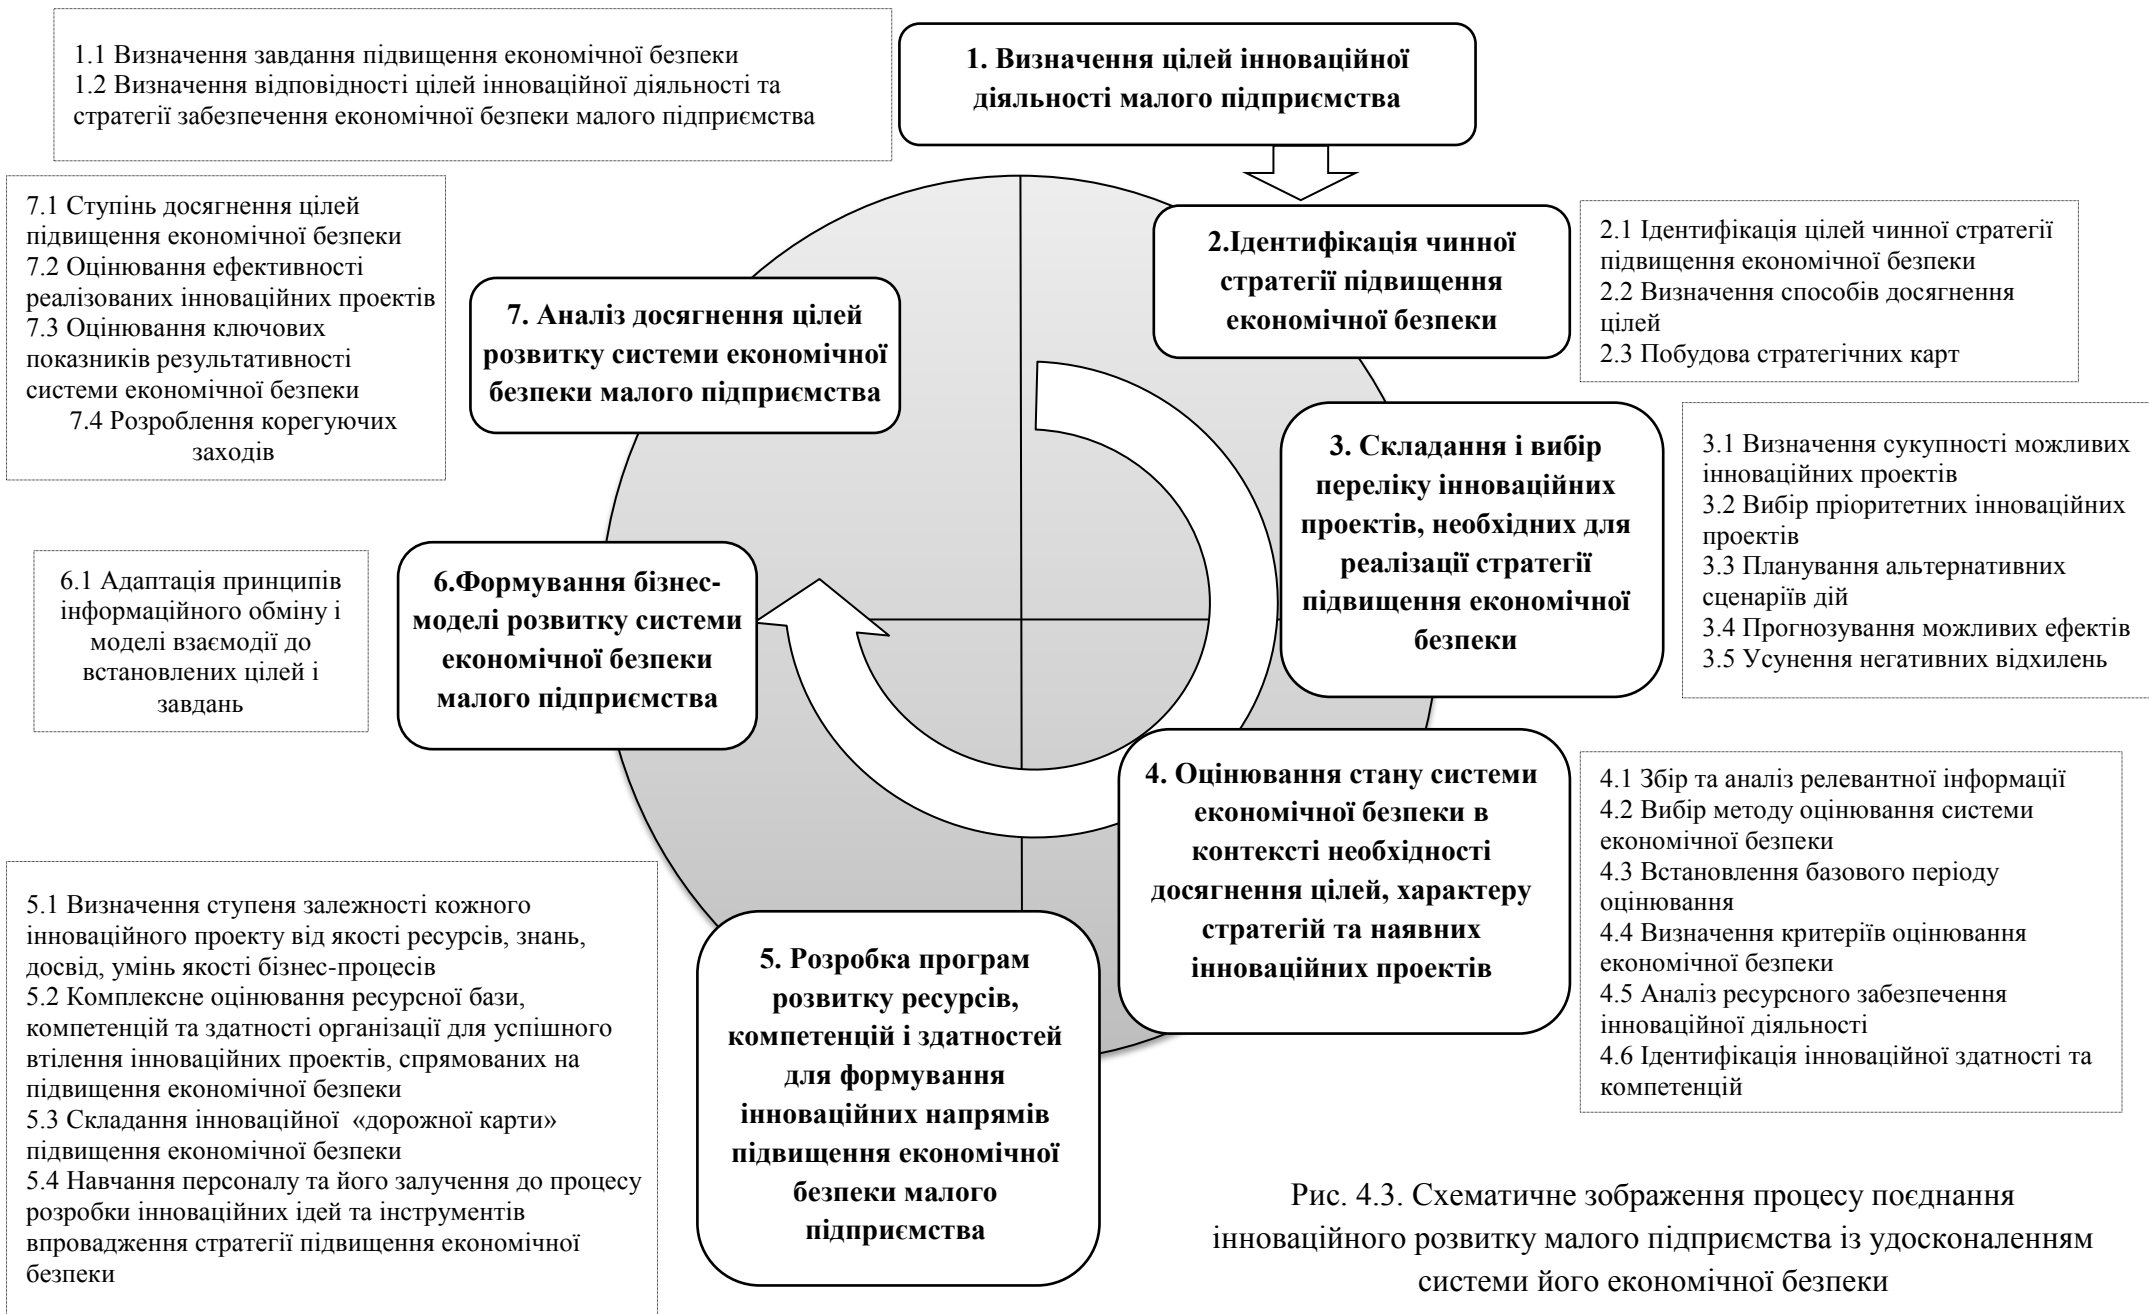 1.1 Визначення завдання підвищення економічної безпеки
1.2 Визначення відповідності цілей інноваційної діяльності та
стратегії забезпечення економічної безпеки малого підприємства
1. Визначення цілей інноваційної
діяльності малого підприємства
2.Ідентифікація чинної
стратегії підвищення
економічної безпеки
2.1 Ідентифікація цілей чинної стратегії
підвищення економічної безпеки
2.2 Визначення способів досягнення
цілей
2.3 Побудова стратегічних карт
3. Складання і вибір
переліку інноваційних
проектів, необхідних для
реалізації стратегії
підвищення економічної
безпеки
3.1 Визначення сукупності можливих
інноваційних проектів
3.2 Вибір пріоритетних інноваційних
проектів
3.3 Планування альтернативних
сценаріїв дій
3.4 Прогнозування можливих ефектів
3.5 Усунення негативних відхилень
4. Оцінювання стану системи
економічної безпеки в
контексті необхідності
досягнення цілей, характеру
стратегій та наявних
інноваційних проектів
4.1 Збір та аналіз релевантної інформації
4.2 Вибір методу оцінювання системи
економічної безпеки
4.3 Встановлення базового періоду
оцінювання
4.4 Визначення критеріїв оцінювання
економічної безпеки
4.5 Аналіз ресурсного забезпечення
інноваційної діяльності
4.6 Ідентифікація інноваційної здатності та
компетенцій
5. Розробка програм
розвитку ресурсів,
компетенцій і здатностей
для формування
інноваційних напрямів
підвищення економічної
безпеки малого
підприємства
5.1 Визначення ступеня залежності кожного
інноваційного проекту від якості ресурсів, знань,
досвід, умінь якості бізнес-процесів
5.2 Комплексне оцінювання ресурсної бази,
компетенцій та здатності організації для успішного
втілення інноваційних проектів, спрямованих на
підвищення економічної безпеки
5.3 Складання інноваційної «дорожної карти»
підвищення економічної безпеки
5.4 Навчання персоналу та його залучення до процесу
розробки інноваційних ідей та інструментів
впровадження стратегії підвищення економічної
безпеки
6.Формування бізнес-
моделі розвитку системи
економічної безпеки
малого підприємства
6.1 Адаптація принципів
інформаційного обміну і
моделі взаємодії до
встановлених цілей і
завдань
7. Аналіз досягнення цілей
розвитку системи економічної
безпеки малого підприємства
7.1 Ступінь досягнення цілей
підвищення економічної безпеки
7.2 Оцінювання ефективності
реалізованих інноваційних проектів
7.3 Оцінювання ключових
показників результативності
системи економічної безпеки
7.4 Розроблення корегуючих
заходів
Рис. 4.3. Схематичне зображення процесу поєднання
інноваційного розвитку малого підприємства із удосконаленням
системи його економічної безпеки